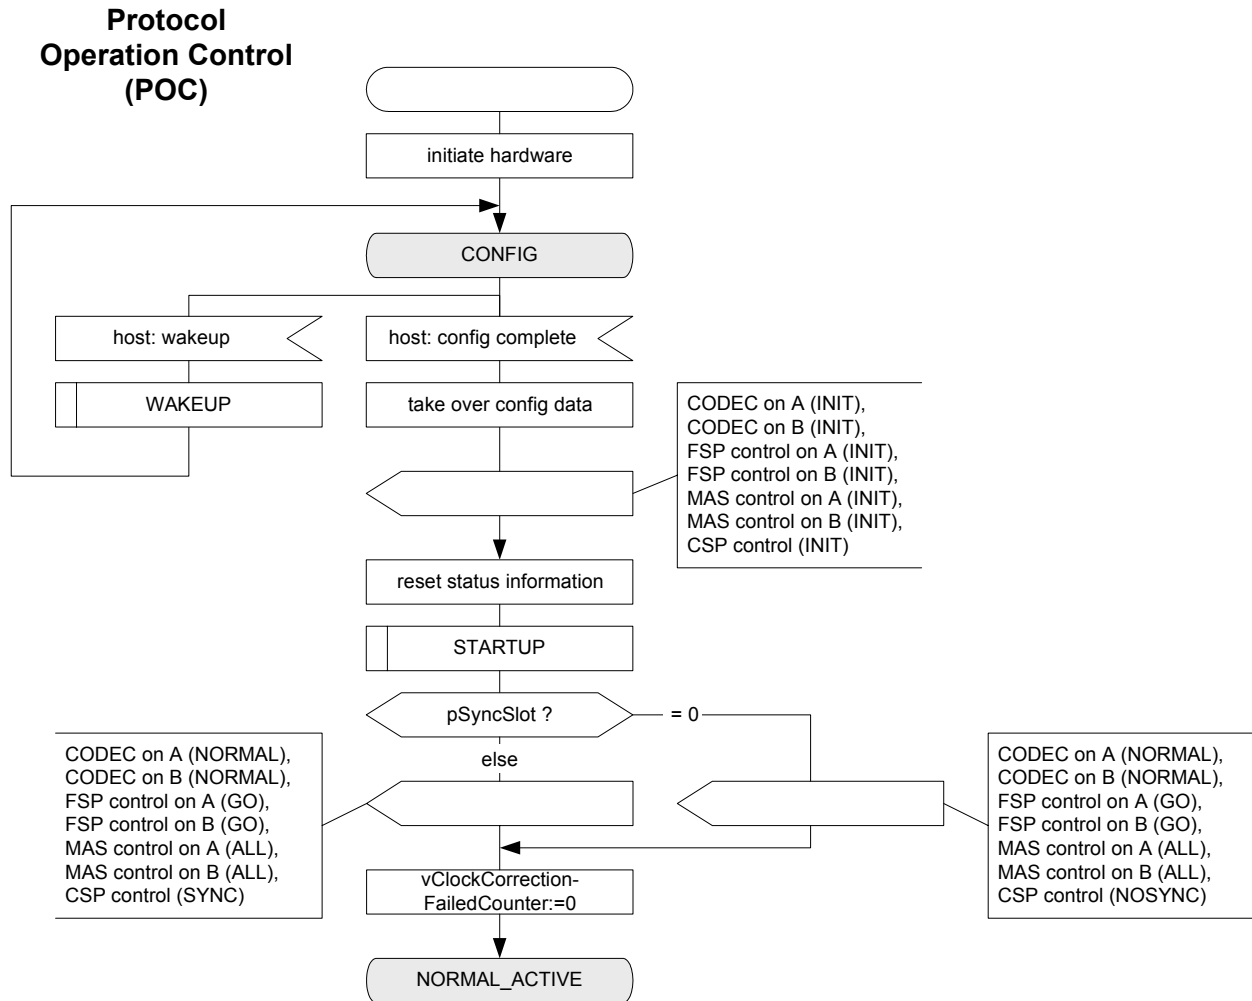 Protocol
Operation Control
(POC)
initiate hardware
CONFIG
host: wakeup
host: config complete
WAKEUP
take over config data
CODEC on A (INIT),
CODEC on B (INIT),
FSP control on A (INIT),
FSP control on B (INIT),
MAS control on A (INIT),
MAS control on B (INIT),
CSP control (INIT)
reset status information
STARTUP
pSyncSlot ?
= 0
else
CODEC on A (NORMAL),
CODEC on B (NORMAL),
FSP control on A (GO),
FSP control on B (GO),
MAS control on A (ALL),
MAS control on B (ALL),
CSP control (SYNC)
CODEC on A (NORMAL),
CODEC on B (NORMAL),
FSP control on A (GO),
FSP control on B (GO),
MAS control on A (ALL),
MAS control on B (ALL),
CSP control (NOSYNC)
vClockCorrection-
FailedCounter:=0
NORMAL_ACTIVE